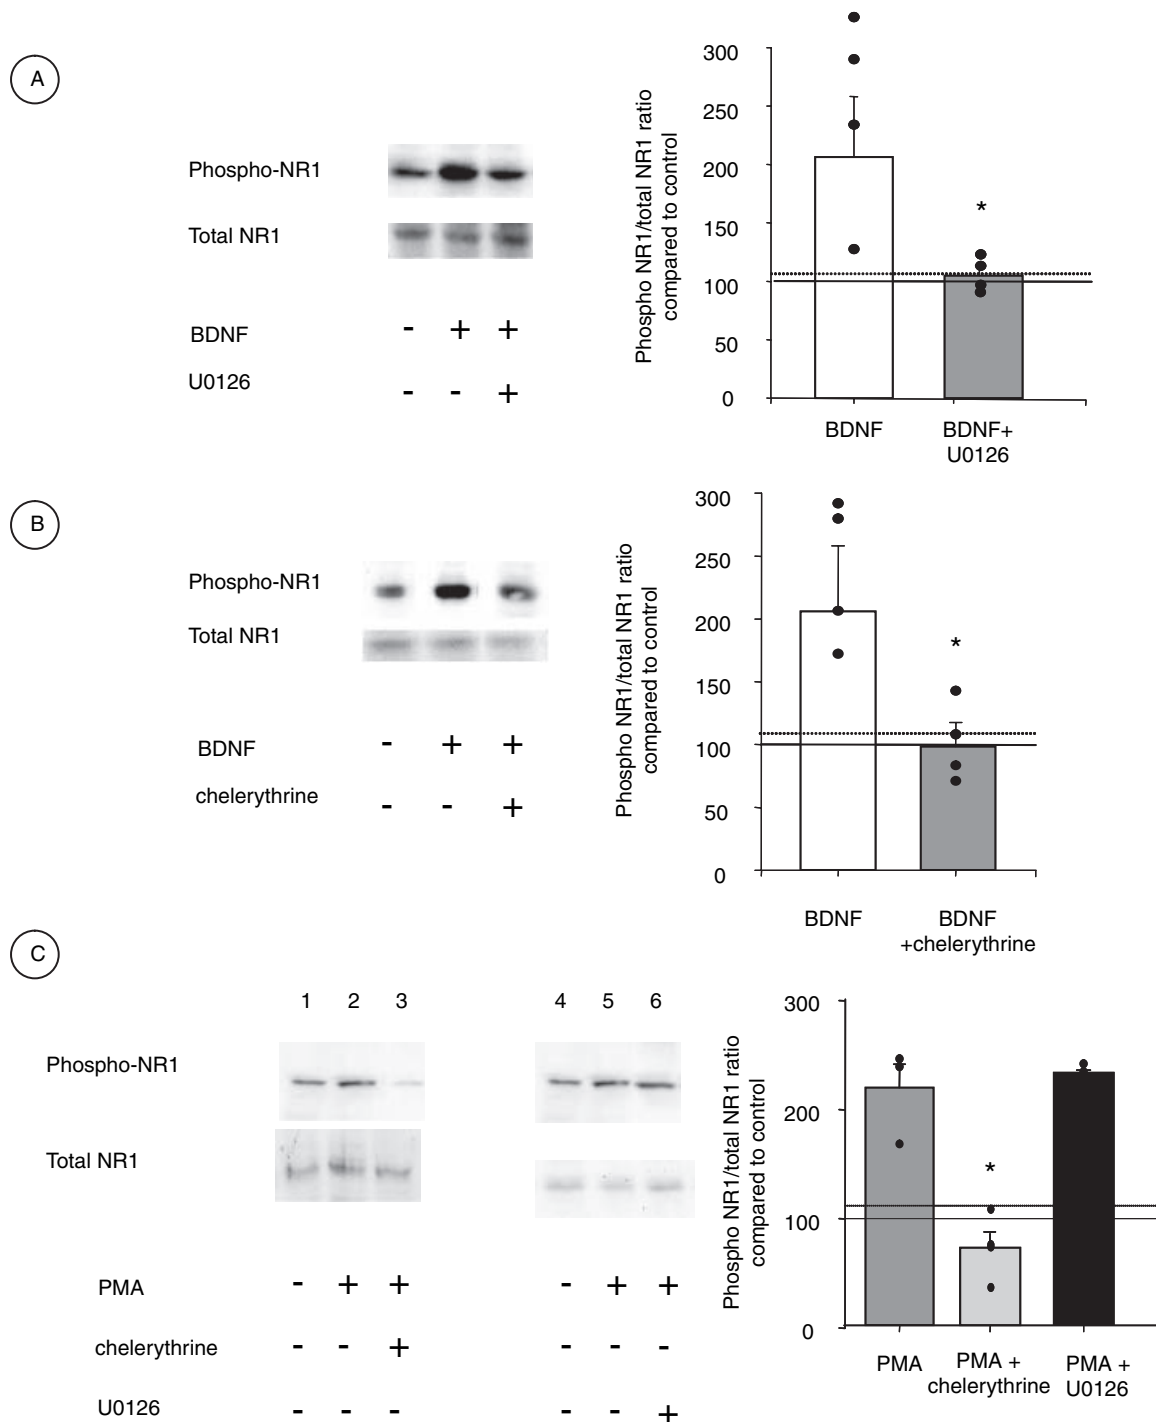 A
Phospho-NR1
Total NR1
BDNF - + +
U0126 - - +
Phospho NR1/total NR1 ratio
compared to control
300
250
200
150
100
50
0
*
BDNF
BDNF+
U0126
B
Phospho-NR1
Total NR1
BDNF - + +
chelerythrine - - +
Phospho NR1/total NR1 ratio
compared to control
300
250
200
150
100
50
0
*
BDNF
BDNF
+chelerythrine
C
1 2 3 4 5 6
Phospho-NR1
Total NR1
PMA - + + - + +
chelerythrine - - + - - -
U0126 - - - - - +
Phospho NR1/total NR1 ratio
compared to control
300
200
100
0
*
PMA
PMA +
chelerythrine
PMA +
U0126